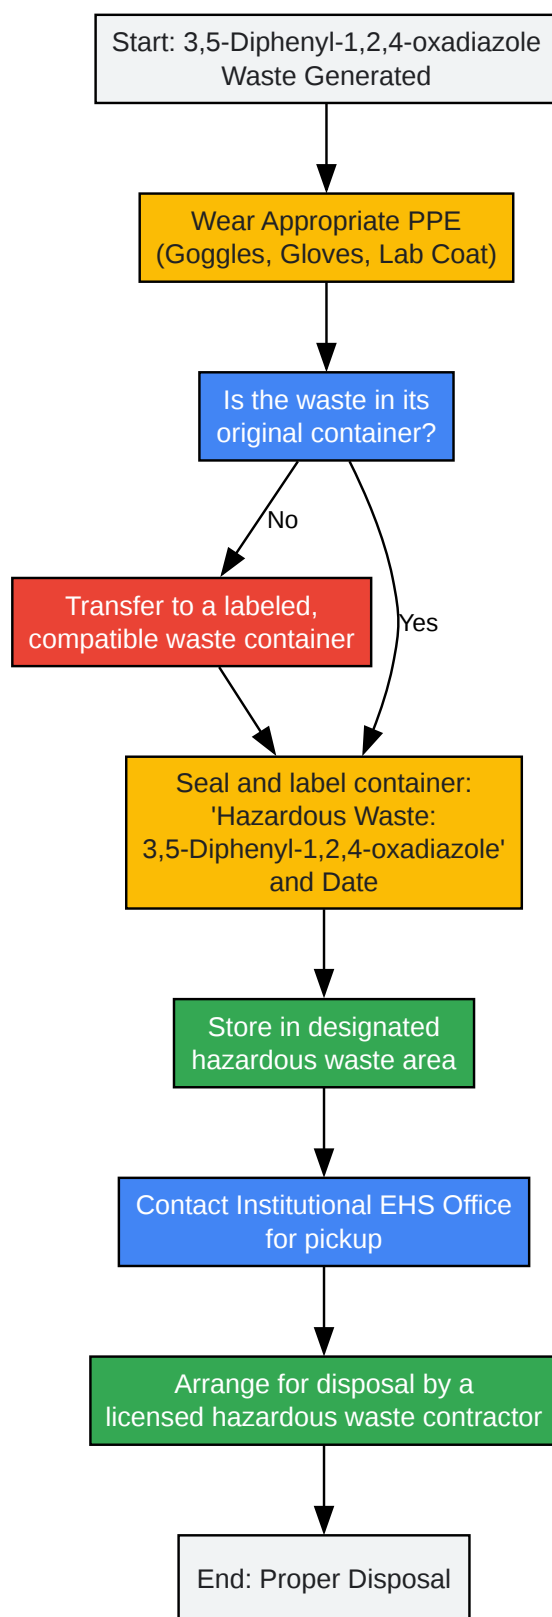 Start: 3,5-Diphenyl-1,2,4-oxadiazole
Waste Generated
Wear Appropriate PPE
(Goggles, Gloves, Lab Coat)
Is the waste in its
original container?
No
Transfer to a labeled,
compatible waste container
Yes
Seal and label container:
'Hazardous Waste:
3,5-Diphenyl-1,2,4-oxadiazole'
and Date
Store in designated
hazardous waste area
Contact Institutional EHS Office
for pickup
Arrange for disposal by a
licensed hazardous waste contractor
End: Proper Disposal